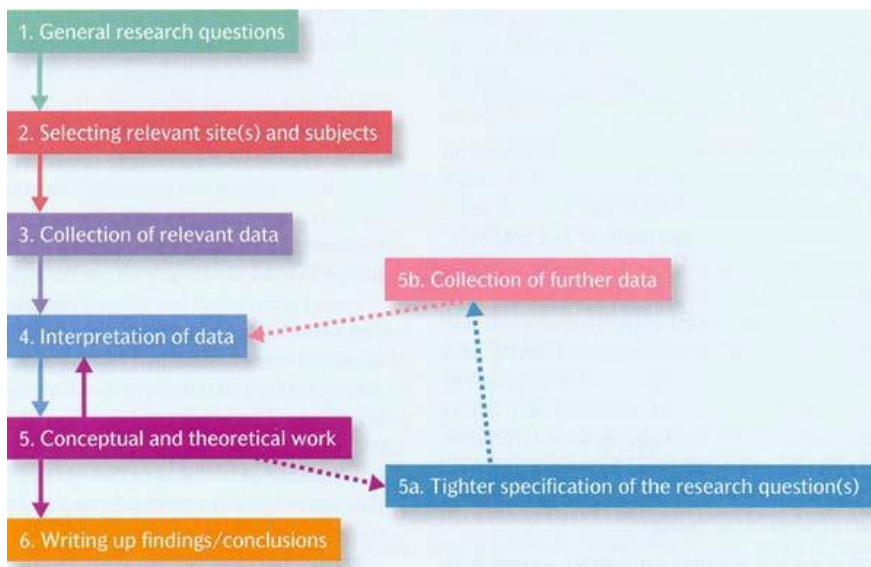 1. General research questions
2. Selecting relevant site(s) and subjects
3. Collection of relevant data
5b. Collection of further data
4. Interpretation of data
5. Conceptual and theoretical work
5a. Tighter specification of the research question(s)
6. Writing up findings/conclusions